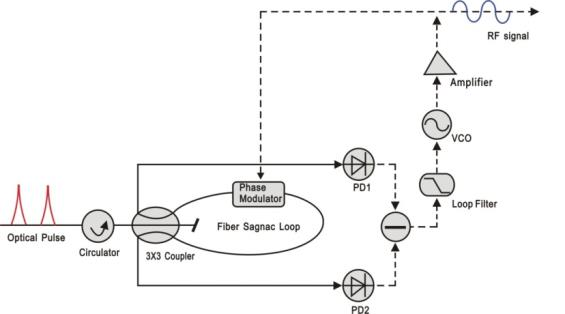 RF signal
Amplifier
VCO
Loop Filter
PD1
Phase
Modulator
Fiber Sagnac Loop
Optical Pulse
Circulator
3X3 Coupler
PD2